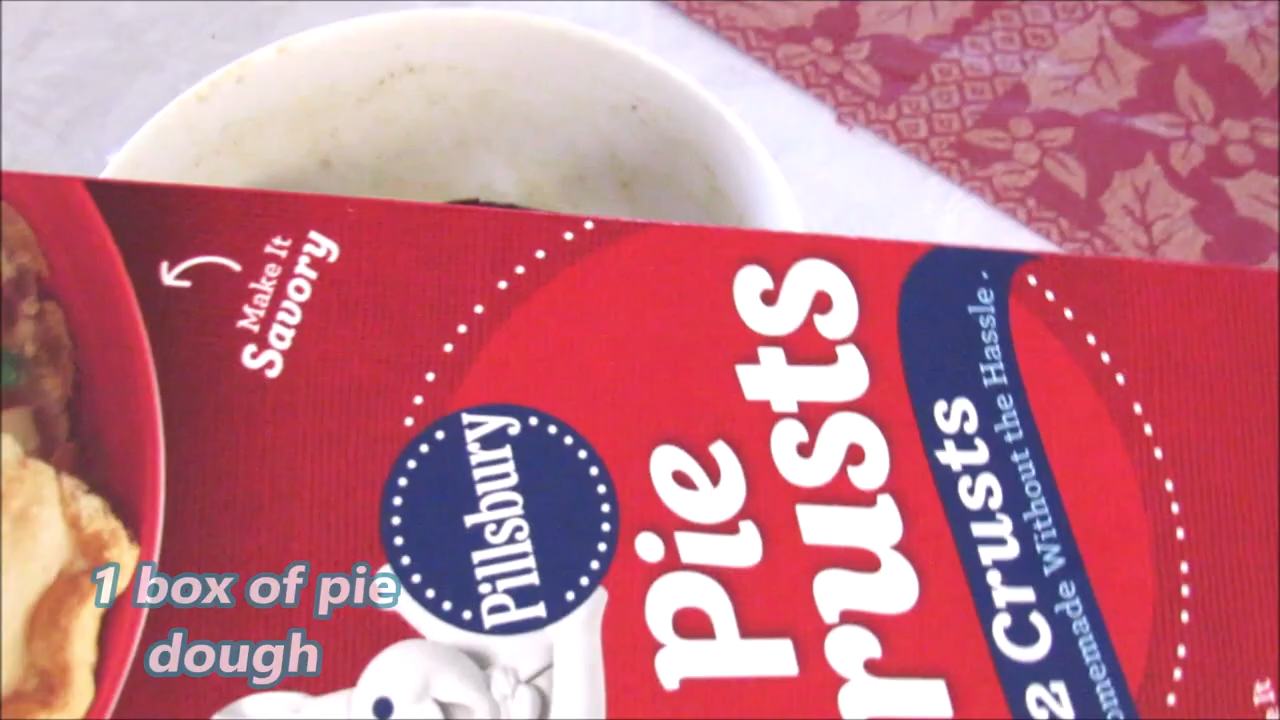 Make It
Savory
Pillsbury
pie
rusts
2 Crusts
omemade Without the Hassle
1 box of pie
dough